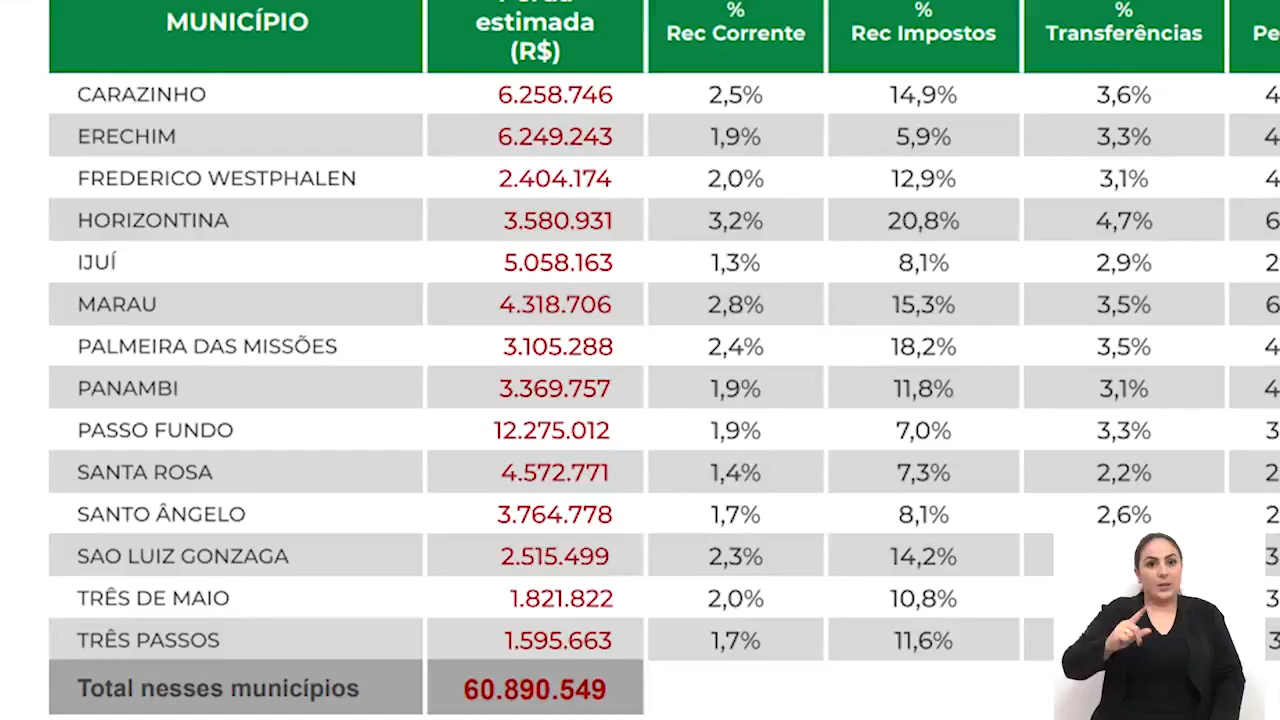 MUNICÍPIO
estimada
(R$)
%
Rec Corrente
%
Rec Impostos
%
Transferências
CARAZINHO 6.258.746 2,5% 14,9% 3,6%
ERECHIM 6.249.243 1,9% 5,9% 3,3%
FREDERICO WESTPHALEN 2.404.174 2,0% 12,9% 3,1%
HORIZONTINA 3.580.931 3,2% 20,8% 4,7%
IJUÍ 5.058.163 1,3% 8,1% 2,9%
MARAU 4.318.706 2,8% 15,3% 3,5%
PALMEIRA DAS MISSÕES 3.105.288 2,4% 18,2% 3,5%
PANAMBI 3.369.757 1,9% 11,8% 3,1%
PASSO FUNDO 12.275.012 1,9% 7,0% 3,3%
SANTA ROSA 4.572.771 1,4% 7,3% 2,2%
SANTO ÂNGELO 3.764.778 1,7% 8,1% 2,6%
SAO LUIZ GONZAGA 2.515.499 2,3% 14,2%
TRÊS DE MAIO 1.821.822 2,0% 10,8%
TRÊS PASSOS 1.595.663 1,7% 11,6%
Total nesses municípios 60.890.549